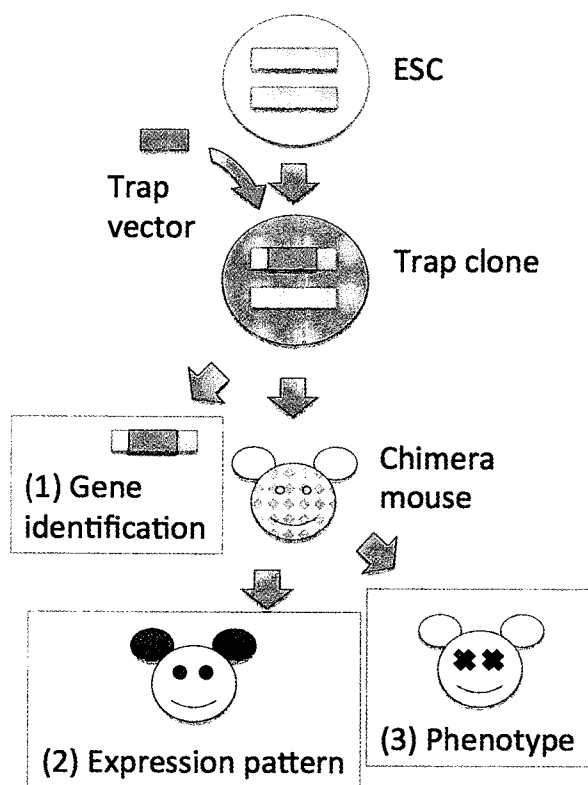 ESC
Trap
vector
Trap clone
(1) Gene
identification
Chimera
mouse
(2) Expression pattern
(3) Phenotype